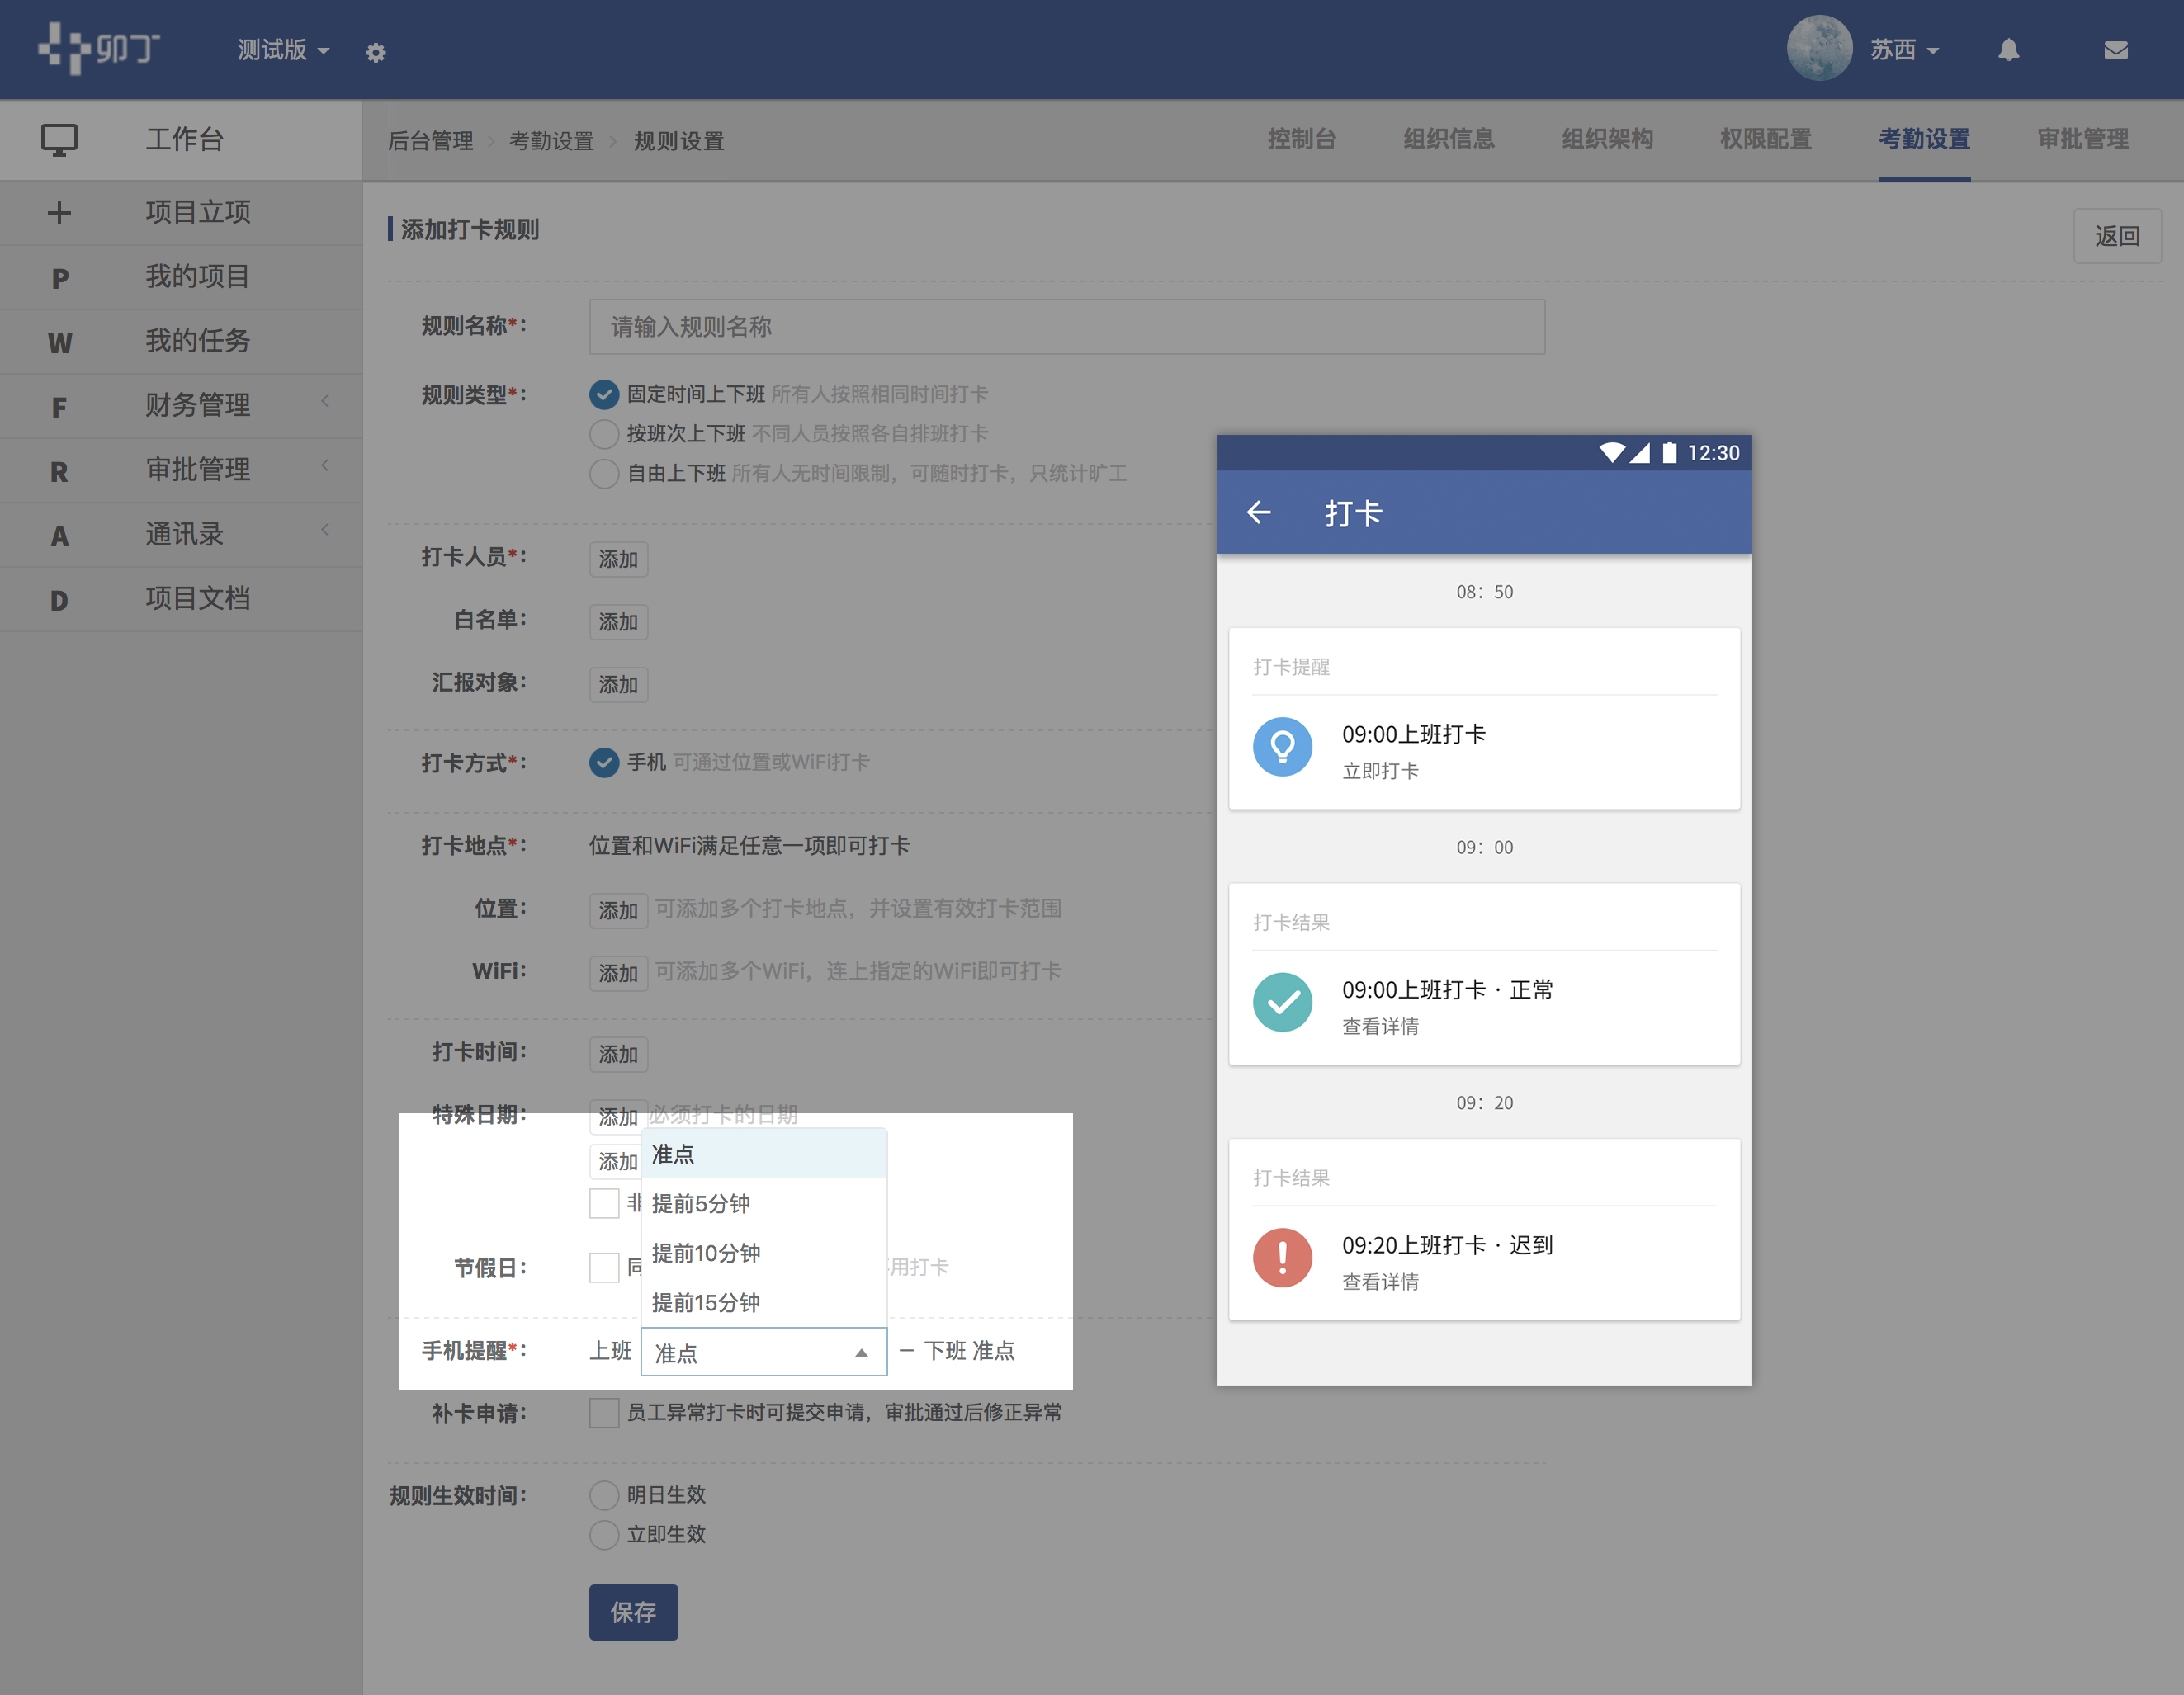 卯丁
测试版
苏西
工作台
项目立项
P 我的项目
W 我的任务
F 财务管理
R 审批管理
A 通讯录
D 项目文档
后台管理 > 考勤设置 > 规则设置
控制台 组织信息 组织架构 权限配置 考勤设置 审批管理
添加打卡规则
返回
规则名称*： 请输入规则名称
规则类型*： 固定时间上下班 所有人按照相同时间打卡
按班次上下班 不同人员按照各自排班打卡
自由上下班 所有人无时间限制，可随时打卡，只统计旷工
打卡人员*： 添加
白名单： 添加
汇报对象： 添加
打卡方式*： 手机 可通过位置或WiFi打卡
打卡地点*： 位置和WiFi满足任意一项即可打卡
位置： 添加 可添加多个打卡地点，并设置有效打卡范围
WiFi： 添加 可添加多个WiFi，连上指定的WiFi即可打卡
打卡时间： 添加
特殊日期： 添加 必须打卡的日期
添加
准点
提前5分钟
提前10分钟
提前15分钟
节假日： 同 用打卡
手机提醒*： 上班 准点 — 下班 准点
补卡申请： 员工异常打卡时可提交申请，审批通过后修正异常
规则生效时间： 明日生效
立即生效
保存
12:30
打卡
08：50
打卡提醒
09:00上班打卡
立即打卡
09：00
打卡结果
09:00上班打卡 · 正常
查看详情
09：20
打卡结果
09:20上班打卡 · 迟到
查看详情